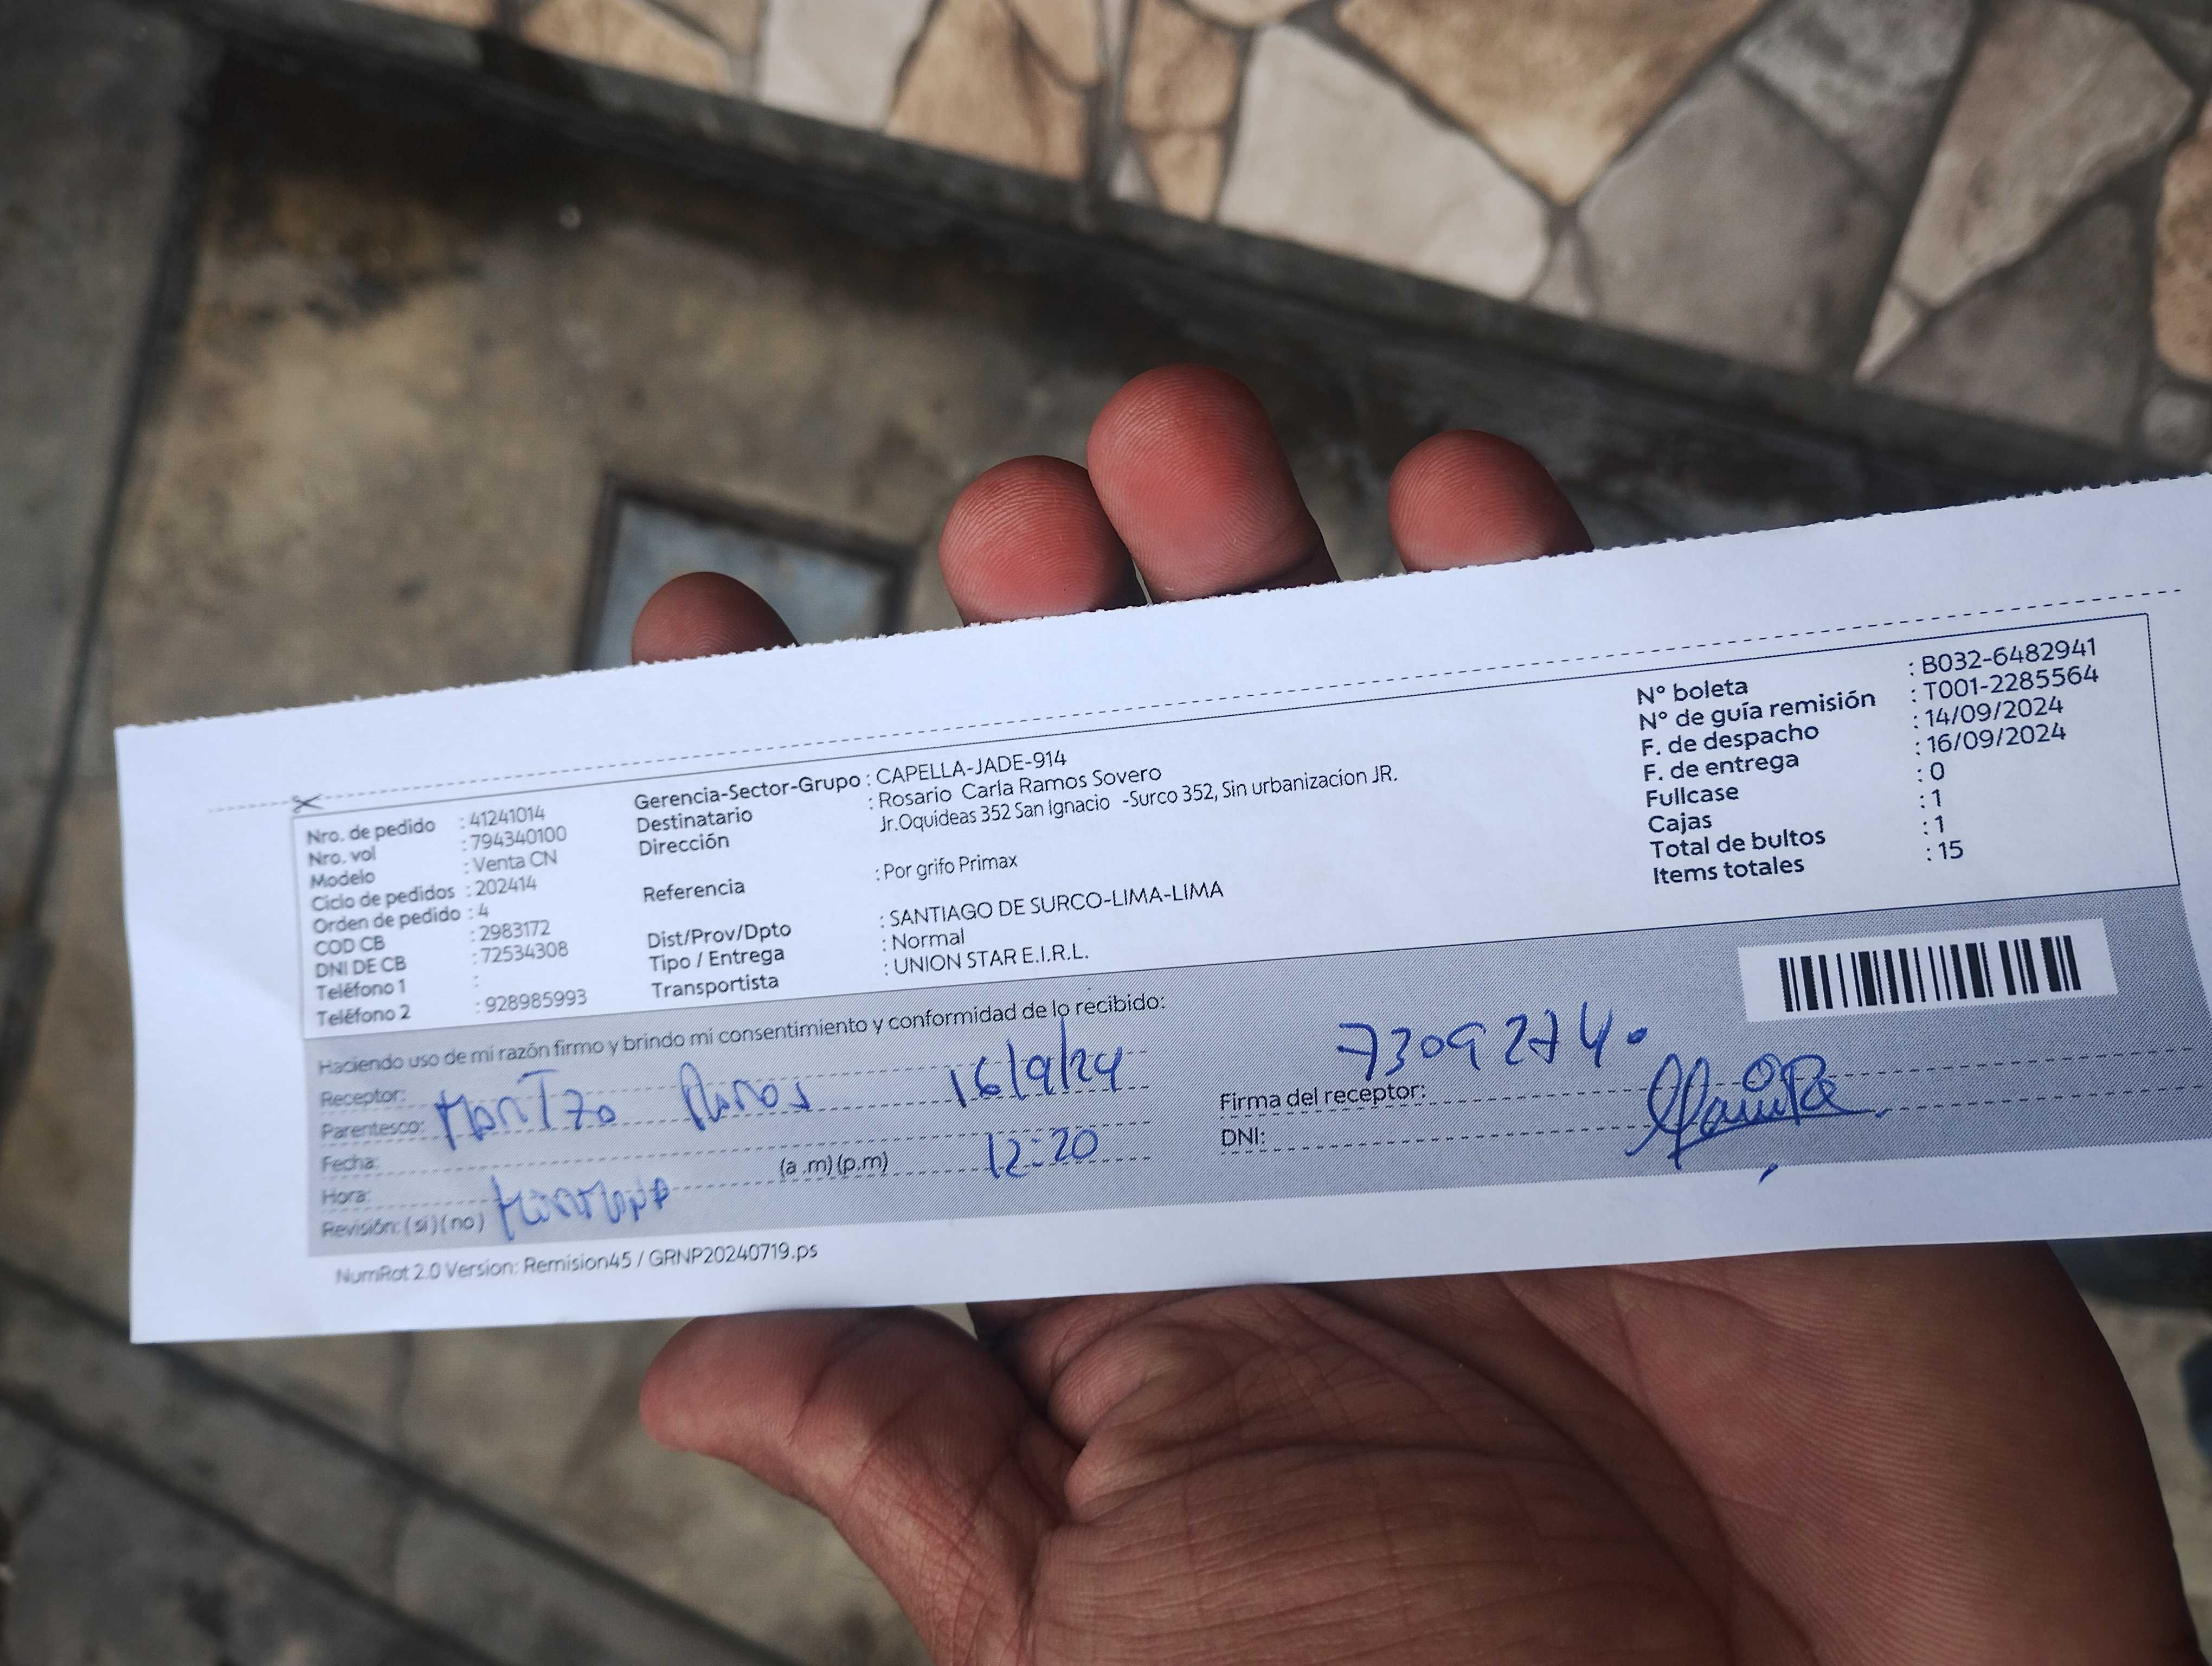 Nro. de pedido : 41241014
Nro. vol : 794340100
Modelo : Venta CN
Ciclo de pedidos : 202414
Orden de pedido : 4
COD CB : 2983172
DNI DE CB : 72534308
Teléfono 1 :
Teléfono 2 : 928985993
Gerencia-Sector-Grupo : CAPELLA-JADE-914
Destinatario : Rosario Carla Ramos Sovero
Dirección Jr.Oquideas 352 San Ignacio -Surco 352, Sin urbanizacion JR.
Referencia : Por grifo Primax
Dist/Prov/Dpto : SANTIAGO DE SURCO-LIMA-LIMA
Tipo / Entrega : Normal
Transportista : UNION STAR E.I.R.L.
N° boleta : B032-6482941
N° de guía remisión : T001-2285564
F. de despacho : 14/09/2024
F. de entrega : 16/09/2024
Fullcase : 0
Cajas : 1
Total de bultos : 1
Items totales : 15
Haciendo uso de mi razón firmo y brindo mi consentimiento y conformidad de lo recibido:
Receptor:
Parentesco: 16/9/24
Fecha:
Hora: (a .m) (p.m) 12:20
Revisión: ( si ) ( no )
73092774
Firma del receptor:
DNI:
NumRot 2.0 Version: Remision45 / GRNP20240719.ps